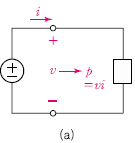 i
+
v → p
= vi
−
(a)